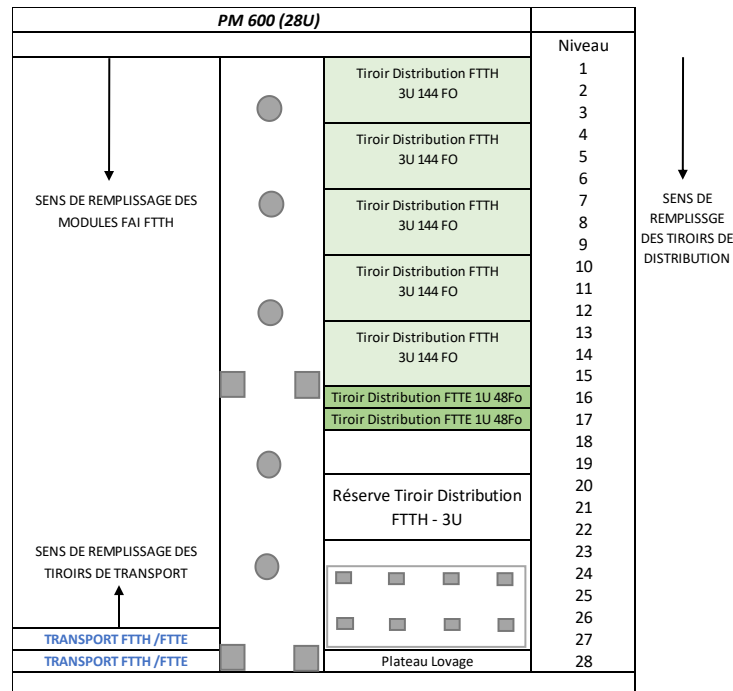 PM 600 (28U)
Niveau
SENS DE REMPLISSAGE DES
MODULES FAI FTTH
SENS DE REMPLISSAGE DES
TIROIRS DE TRANSPORT
TRANSPORT FTTH /FTTE
TRANSPORT FTTH /FTTE
Tiroir Distribution FTTH
3U 144 FO
Tiroir Distribution FTTH
3U 144 FO
Tiroir Distribution FTTH
3U 144 FO
Tiroir Distribution FTTH
3U 144 FO
Tiroir Distribution FTTH
3U 144 FO
Tiroir Distribution FTTE 1U 48Fo
Tiroir Distribution FTTE 1U 48Fo
Réserve Tiroir Distribution
FTTH - 3U
Plateau Lovage
1
2
3
4
5
6
7
8
9
10
11
12
13
14
15
16
17
18
19
20
21
22
23
24
25
26
27
28
SENS DE
REMPLISSGE
DES TIROIRS DE
DISTRIBUTION